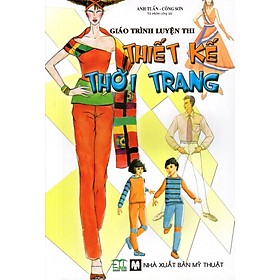 ANH TUẤN - CÔNG SƠN
GIÁO TRÌNH LUYỆN THI
THIẾT KẾ
THỜI TRANG
NHÀ XUẤT BẢN MỸ THUẬT